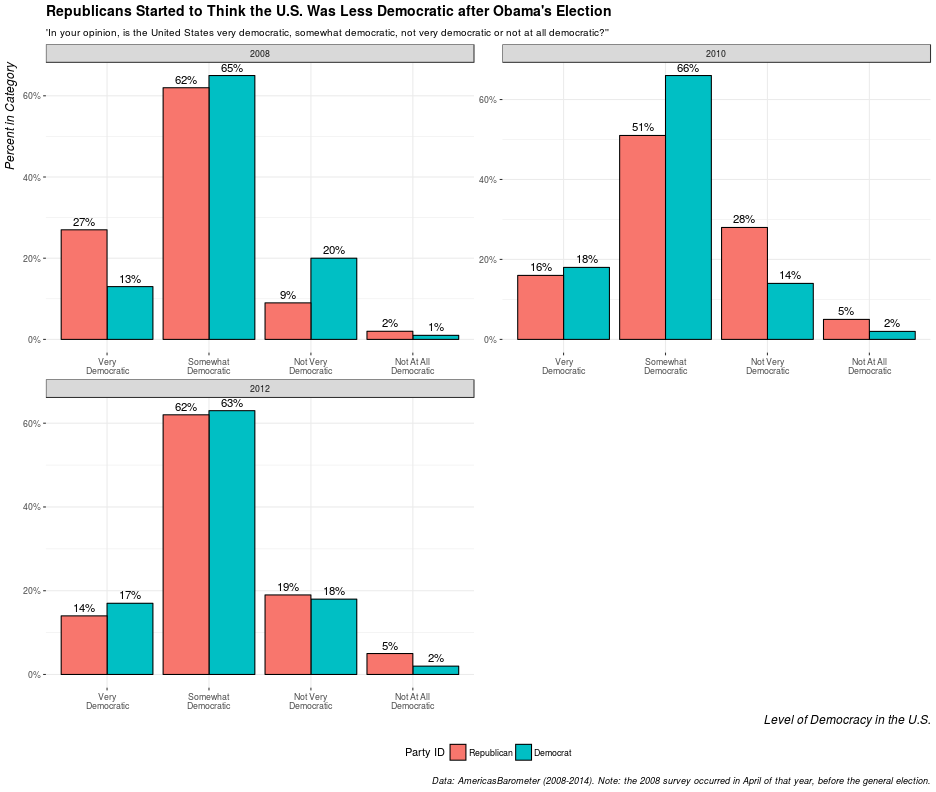 Republicans Started to Think the U.S. Was Less Democratic after Obama's Election
'In your opinion, is the United States very democratic, somewhat democratic, not very democratic or not at all democratic?''
Percent in Category
2008
60%
40%
20%
0%
27%
13%
62%
65%
9%
20%
2%
1%
Very
Democratic
Somewhat
Democratic
Not Very
Democratic
Not At All
Democratic
2010
60%
40%
20%
0%
16%
18%
51%
66%
28%
14%
5%
2%
Very
Democratic
Somewhat
Democratic
Not Very
Democratic
Not At All
Democratic
2012
60%
40%
20%
0%
14%
17%
62%
63%
19%
18%
5%
2%
Very
Democratic
Somewhat
Democratic
Not Very
Democratic
Not At All
Democratic
Level of Democracy in the U.S.
Party ID Republican Democrat
Data: AmericasBarometer (2008-2014). Note: the 2008 survey occurred in April of that year, before the general election.